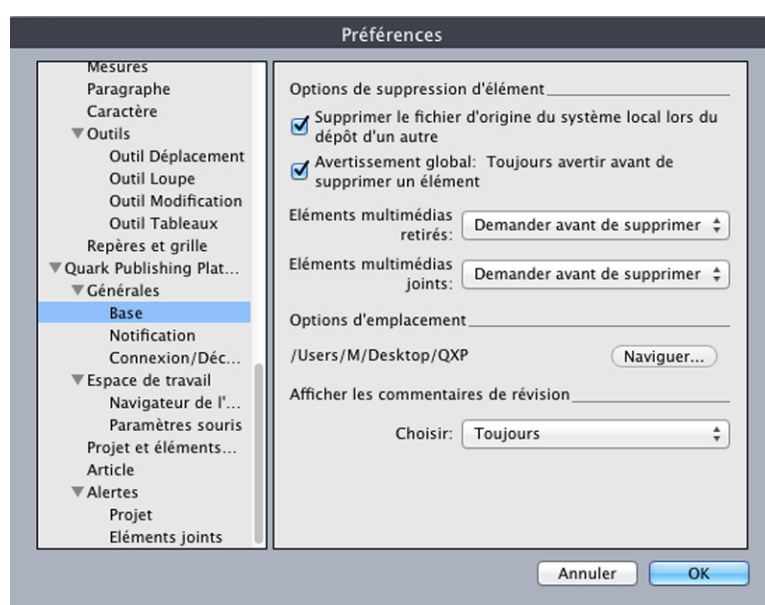 Préférences
Mesures
Paragraphe
Caractère
Outils
Outil Déplacement
Outil Loupe
Outil Modification
Outil Tableaux
Repères et grille
Quark Publishing Plat...
Générales
Base
Notification
Connexion/Déc...
Espace de travail
Navigateur de l'...
Paramètres souris
Projet et éléments...
Article
Alertes
Projet
Eléments joints
Options de suppression d'élément
Supprimer le fichier d'origine du système local lors du
dépôt d'un autre
Avertissement global: Toujours avertir avant de
supprimer un élément
Eléments multimédias
retirés:
Demander avant de supprimer
Eléments multimédias
joints:
Demander avant de supprimer
Options d'emplacement
/Users/M/Desktop/QXP
Naviguer...
Afficher les commentaires de révision
Choisir:
Toujours
Annuler
OK